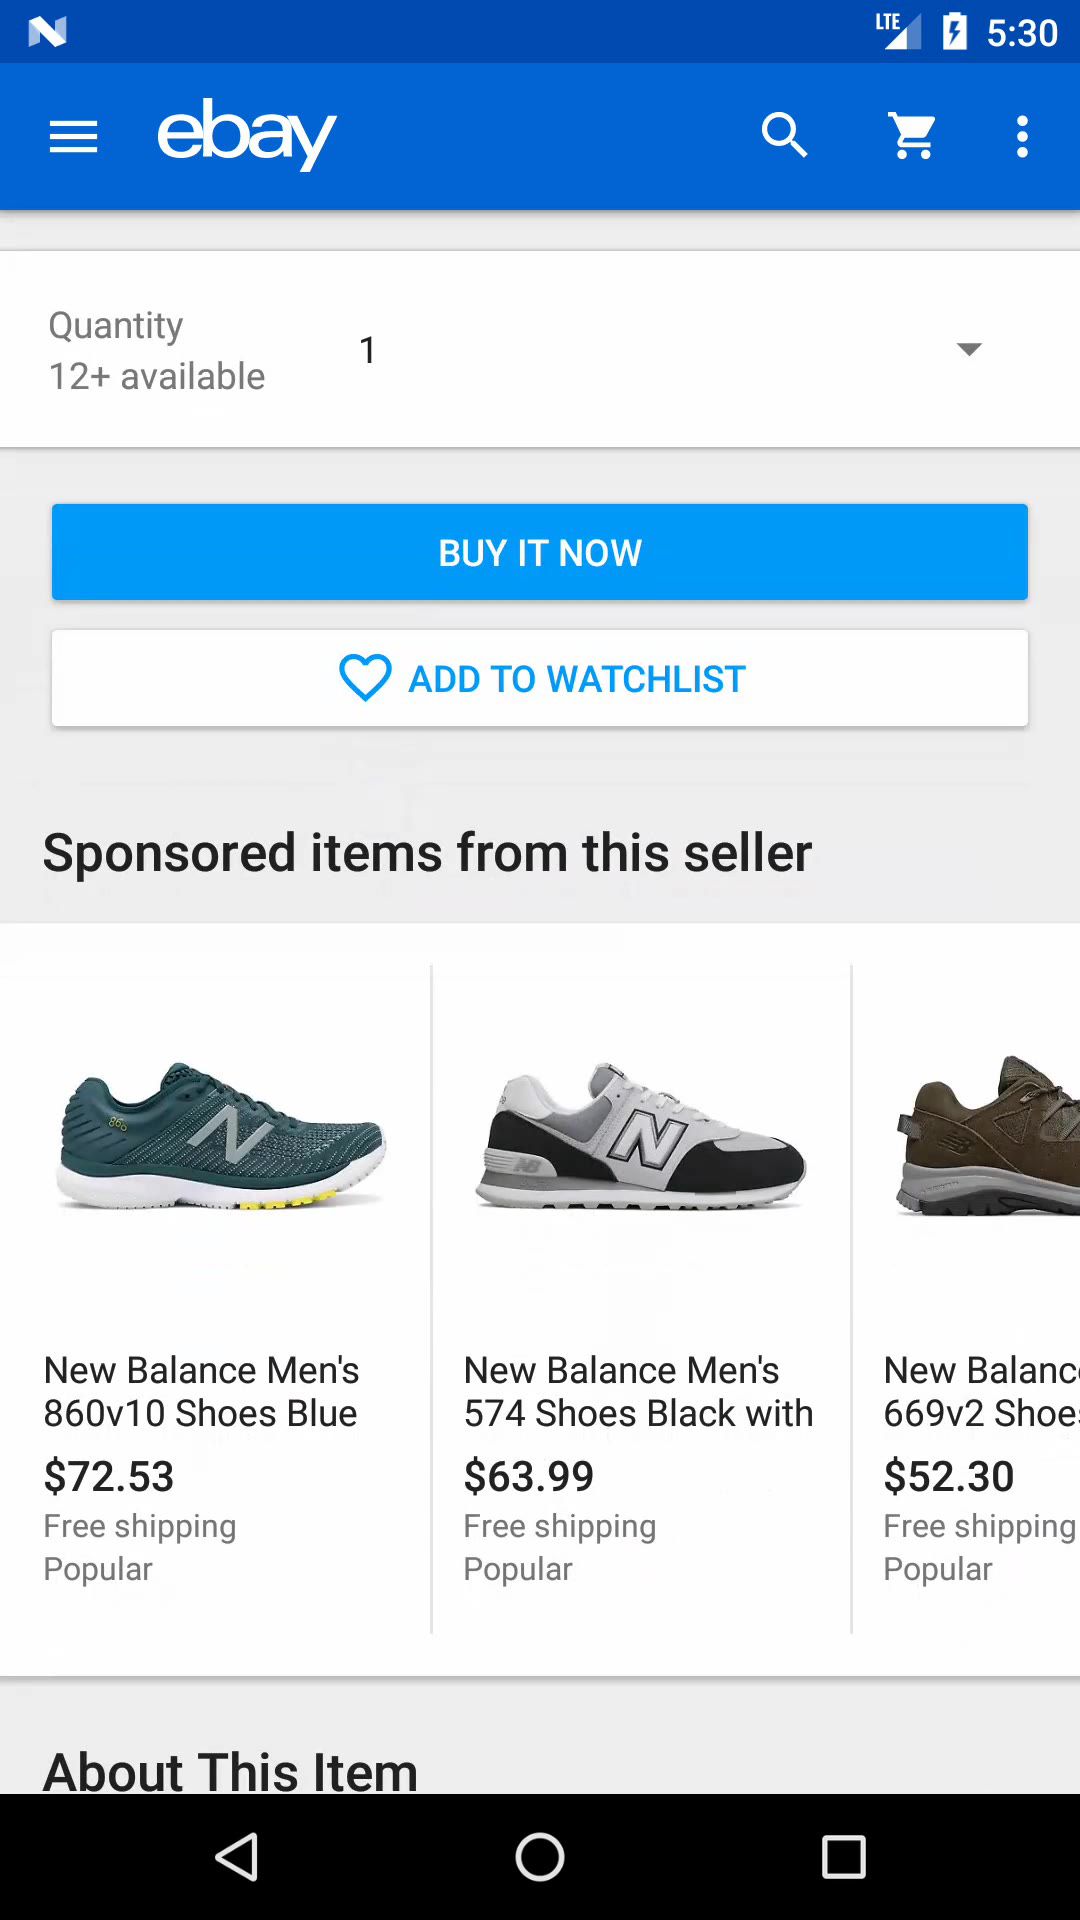 LTE 5:30
ebay
Quantity
12+ available
1
BUY IT NOW
ADD TO WATCHLIST
Sponsored items from this seller
New Balance Men's
860v10 Shoes Blue
$72.53
Free shipping
Popular
New Balance Men's
574 Shoes Black with
$63.99
Free shipping
Popular
New Balanc
669v2 Shoe
$52.30
Free shipping
Popular
About This Item